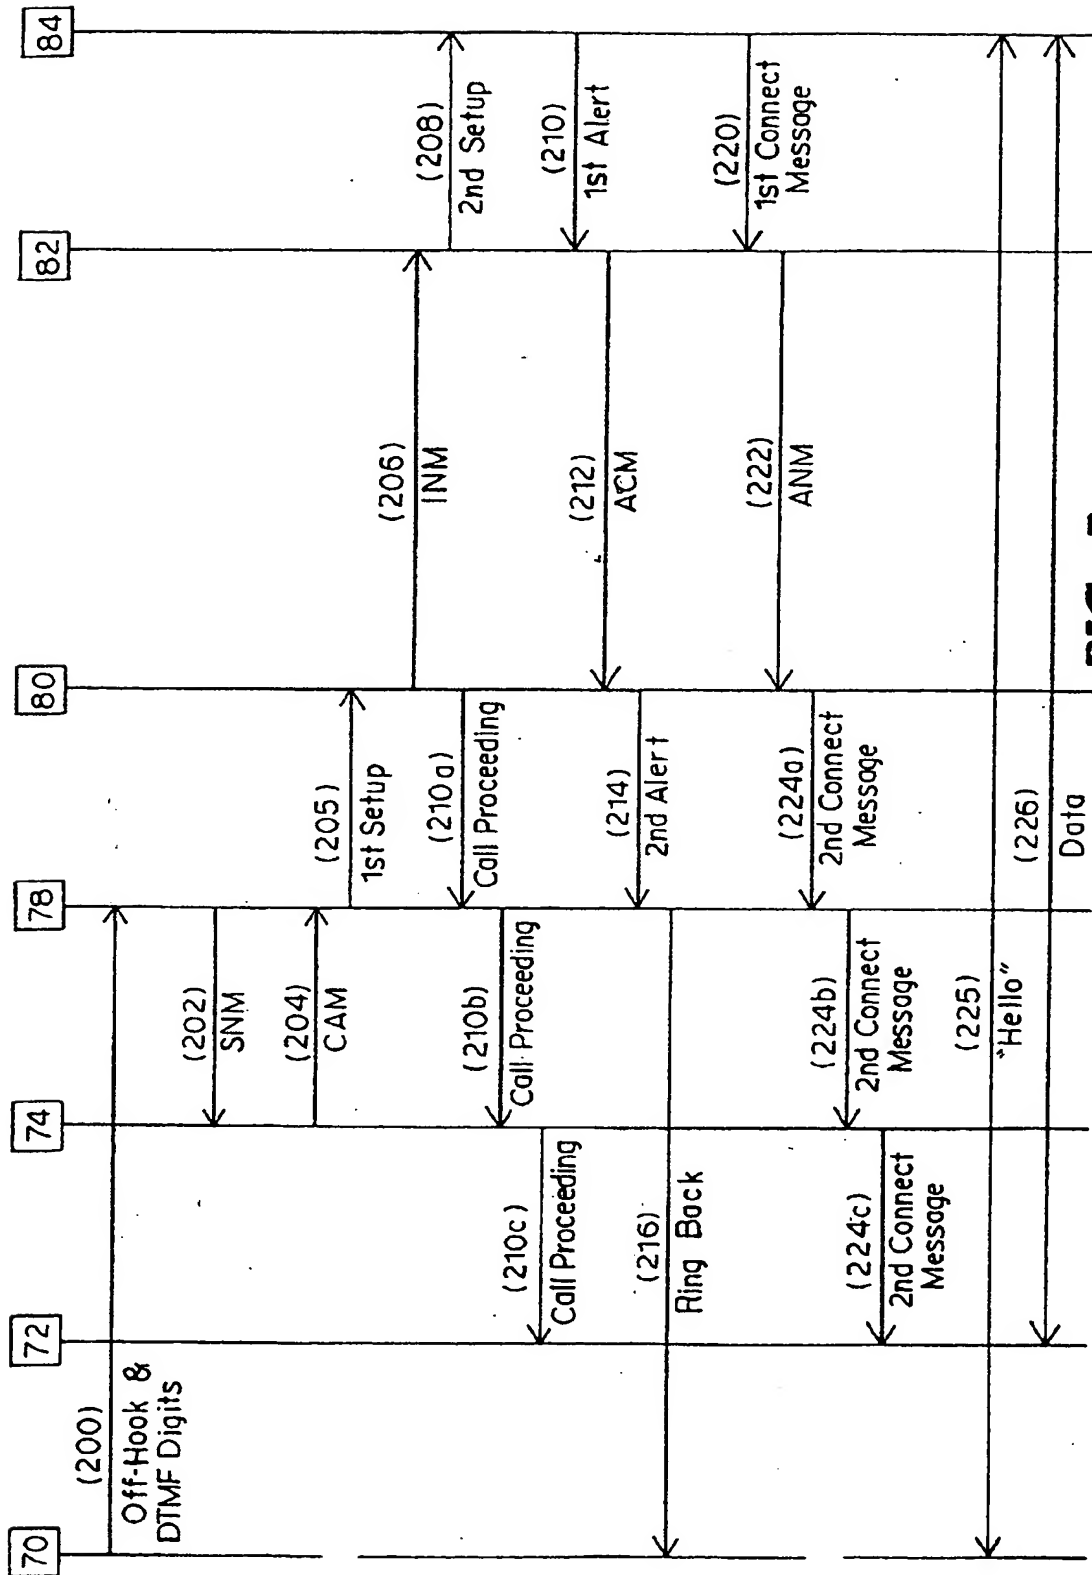 70
72
74
78
80
82
84
(200)
Off-Hook &
DTMF Digits
(202)
SNM
(204)
CAM
(205)
1st Setup
(206)
INM
(208)
2nd Setup
(210a)
Call Proceeding
(210b)
Call Proceeding
(210c)
Call Proceeding
(210)
1st Alert
(212)
ACM
(214)
2nd Alert
(216)
Ring Back
(220)
1st Connect
Message
(222)
ANM
(224a)
2nd Connect
Message
(224b)
2nd Connect
Message
(224c)
2nd Connect
Message
(225)
"Hello"
(226)
Data